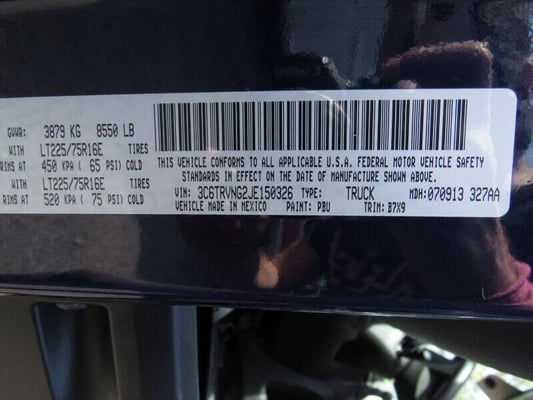 GVWR: 3879 KG 8550 LB
WITH LT225/75R16E TIRES
RIMS AT 450 KPA ( 65 PSI) COLD
WITH LT225/75R16E TIRES
RIMS AT 520 KPA ( 75 PSI) COLD
THIS VEHICLE CONFORMS TO ALL APPLICABLE U.S.A. FEDERAL MOTOR VEHICLE SAFETY
STANDARDS IN EFFECT ON THE DATE OF MANUFACTURE SHOWN ABOVE.
VIN: 3C6TRVNG2JE150326 TYPE: TRUCK MDH: 070913 327AA
VEHICLE MADE IN MEXICO PAINT: PBU TRIM: B7X9